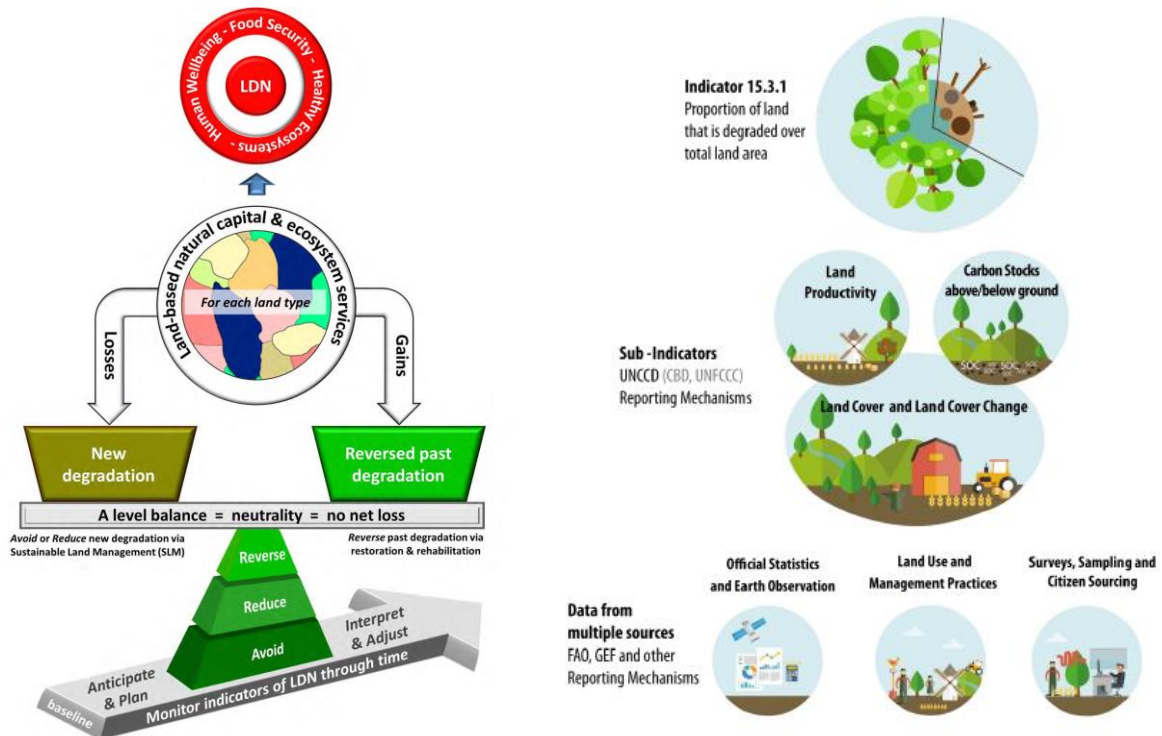 Human Wellbeing - Food Security - Healthy Ecosystems -
LDN
Land-based natural capital & ecosystem services
For each land type
Losses
Gains
New
degradation
Reversed past
degradation
A level balance = neutrality = no net loss
Avoid or Reduce new degradation via
Sustainable Land Management (SLM)
Reverse past degradation via
restoration & rehabilitation
Reverse
Reduce
Avoid
Anticipate
& Plan
Interpret
& Adjust
baseline
Monitor indicators of LDN through time
Indicator 15.3.1
Proportion of land
that is degraded over
total land area
Land
Productivity
Carbon Stocks
above/below ground
SOC
SOC
SOC
SOC
SOC
Sub -Indicators
UNCCD (CBD, UNFCCC)
Reporting Mechanisms
Land Cover and Land Cover Change
Official Statistics
and Earth Observation
Land Use and
Management Practices
Surveys, Sampling and
Citizen Sourcing
Data from
multiple sources
FAO, GEF and other
Reporting Mechanisms